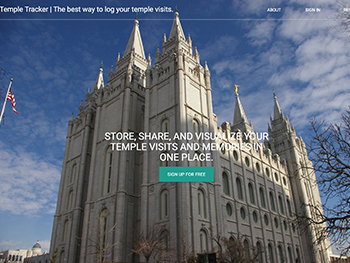 Temple Tracker | The best way to log your temple visits.
ABOUT
SIGN IN
STORE, SHARE, AND VISUALIZE YOUR
TEMPLE VISITS AND MEMORIES IN
ONE PLACE.
SIGN UP FOR FREE